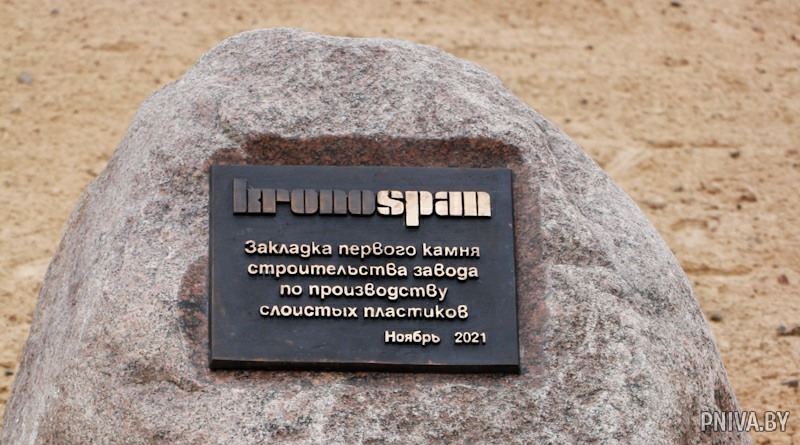 kronospan
Закладка первого камня
строительства завода
по производству
слоистых пластиков
Ноябрь 2021
PNIVA.BY